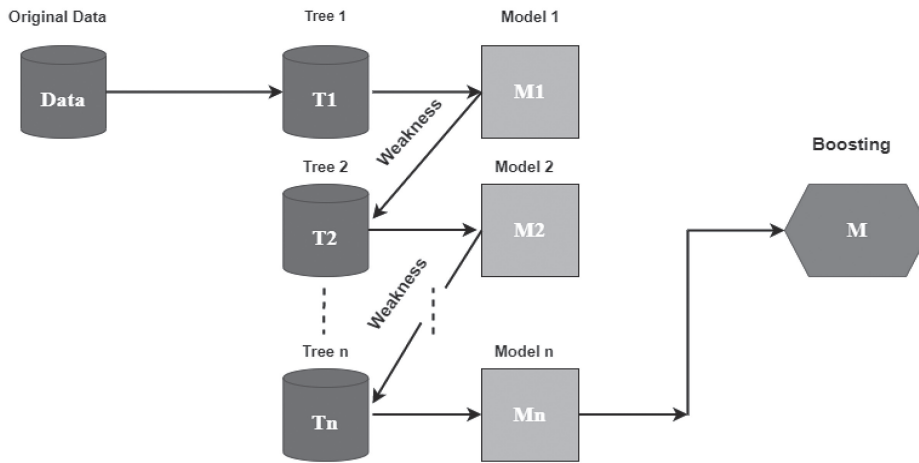 Original Data
Tree 1
Model 1
Data
T1
M1
Weakness
Tree 2
Model 2
Boosting
T2
M2
M
Weakness
Tree n
Model n
Tn
Mn